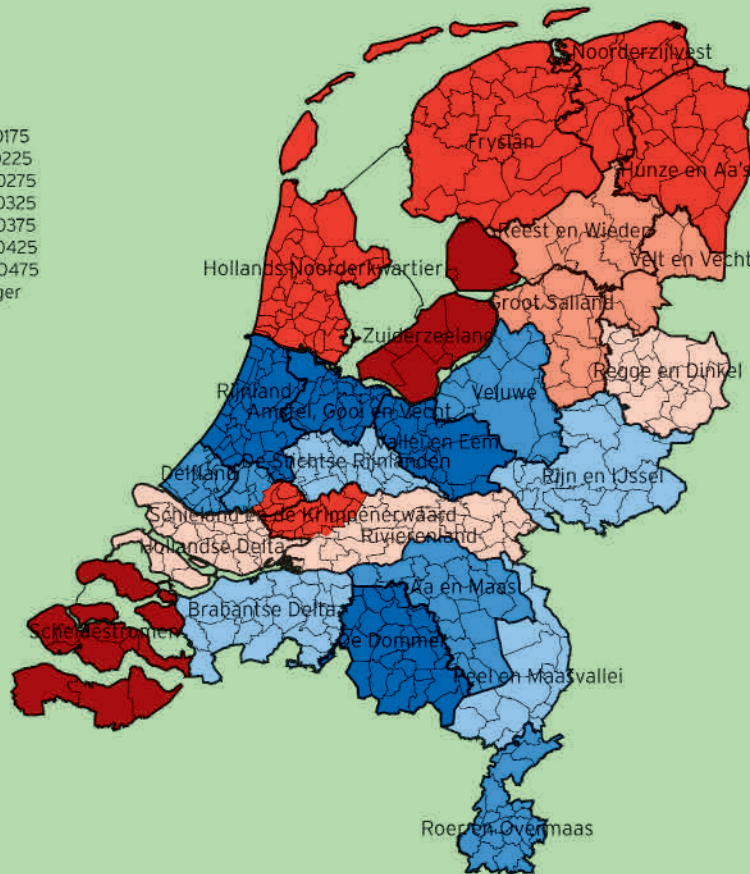 0175
0225
0275
0325
0375
0425
0475
ger
Noorderzijlvest
Fryslân
Hunze en Aa's
Reest en Wieden
Velt en Vecht
Hollands Noorderkwartier
Groot Salland
Zuiderzeeland
Regge en Dinkel
Rijnland
Veluwe
Amstel, Gooi en Vecht
Vallei en Eem
De Stichtse Rijnlanden
Delfland
Rijn en IJssel
Schieland en de Krimpenerwaard
Rivierenland
Hollandse Delta
Aa en Maas
Brabantse Delta
Scheldestromen
De Dommel
Peel en Maasvallei
Roer en Overmaas